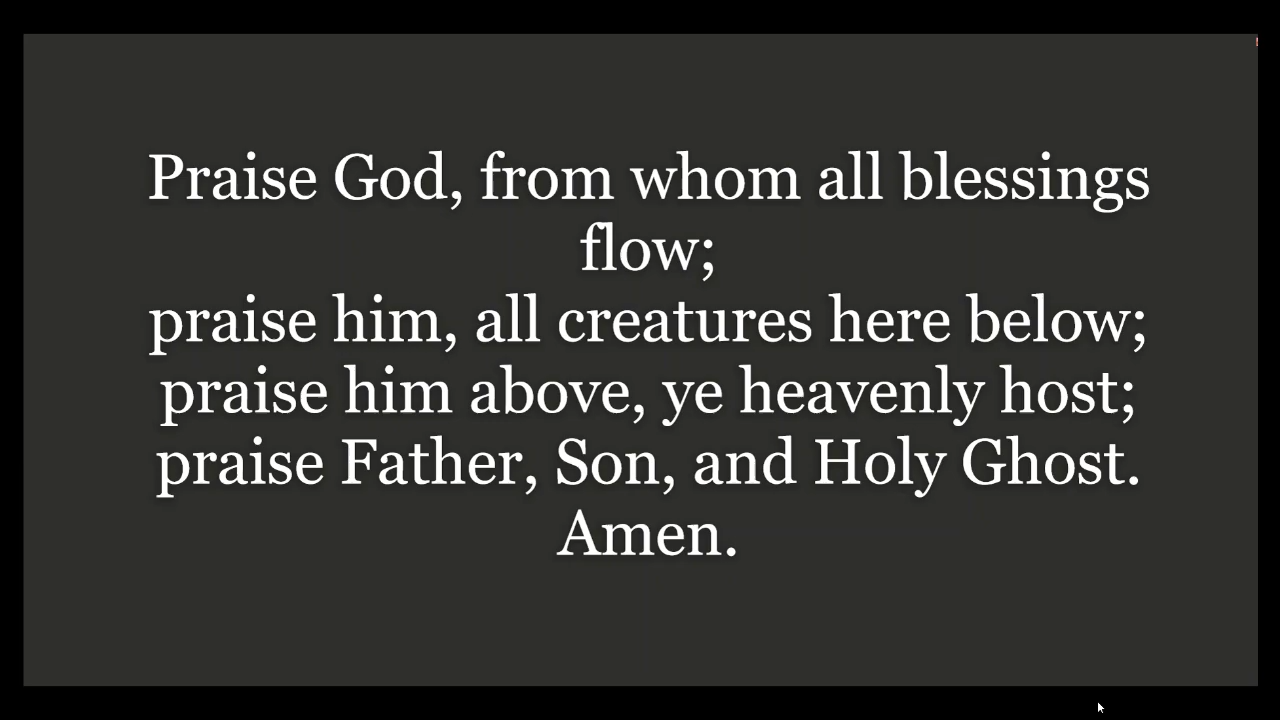 Praise God, from whom all blessings
flow;
praise him, all creatures here below;
praise him above, ye heavenly host;
praise Father, Son, and Holy Ghost.
Amen.